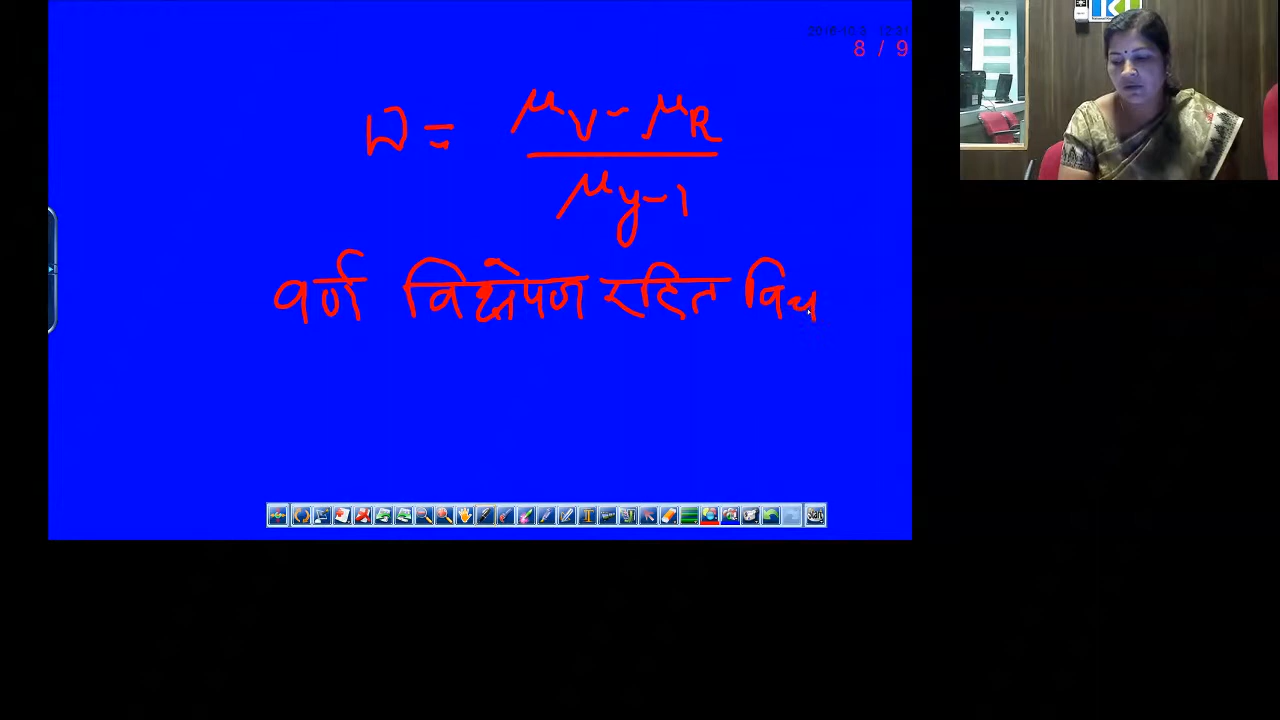 8 / 9
ω = (μV - μR) / (μy - 1)
वर्ण विक्षेपण रहित विच